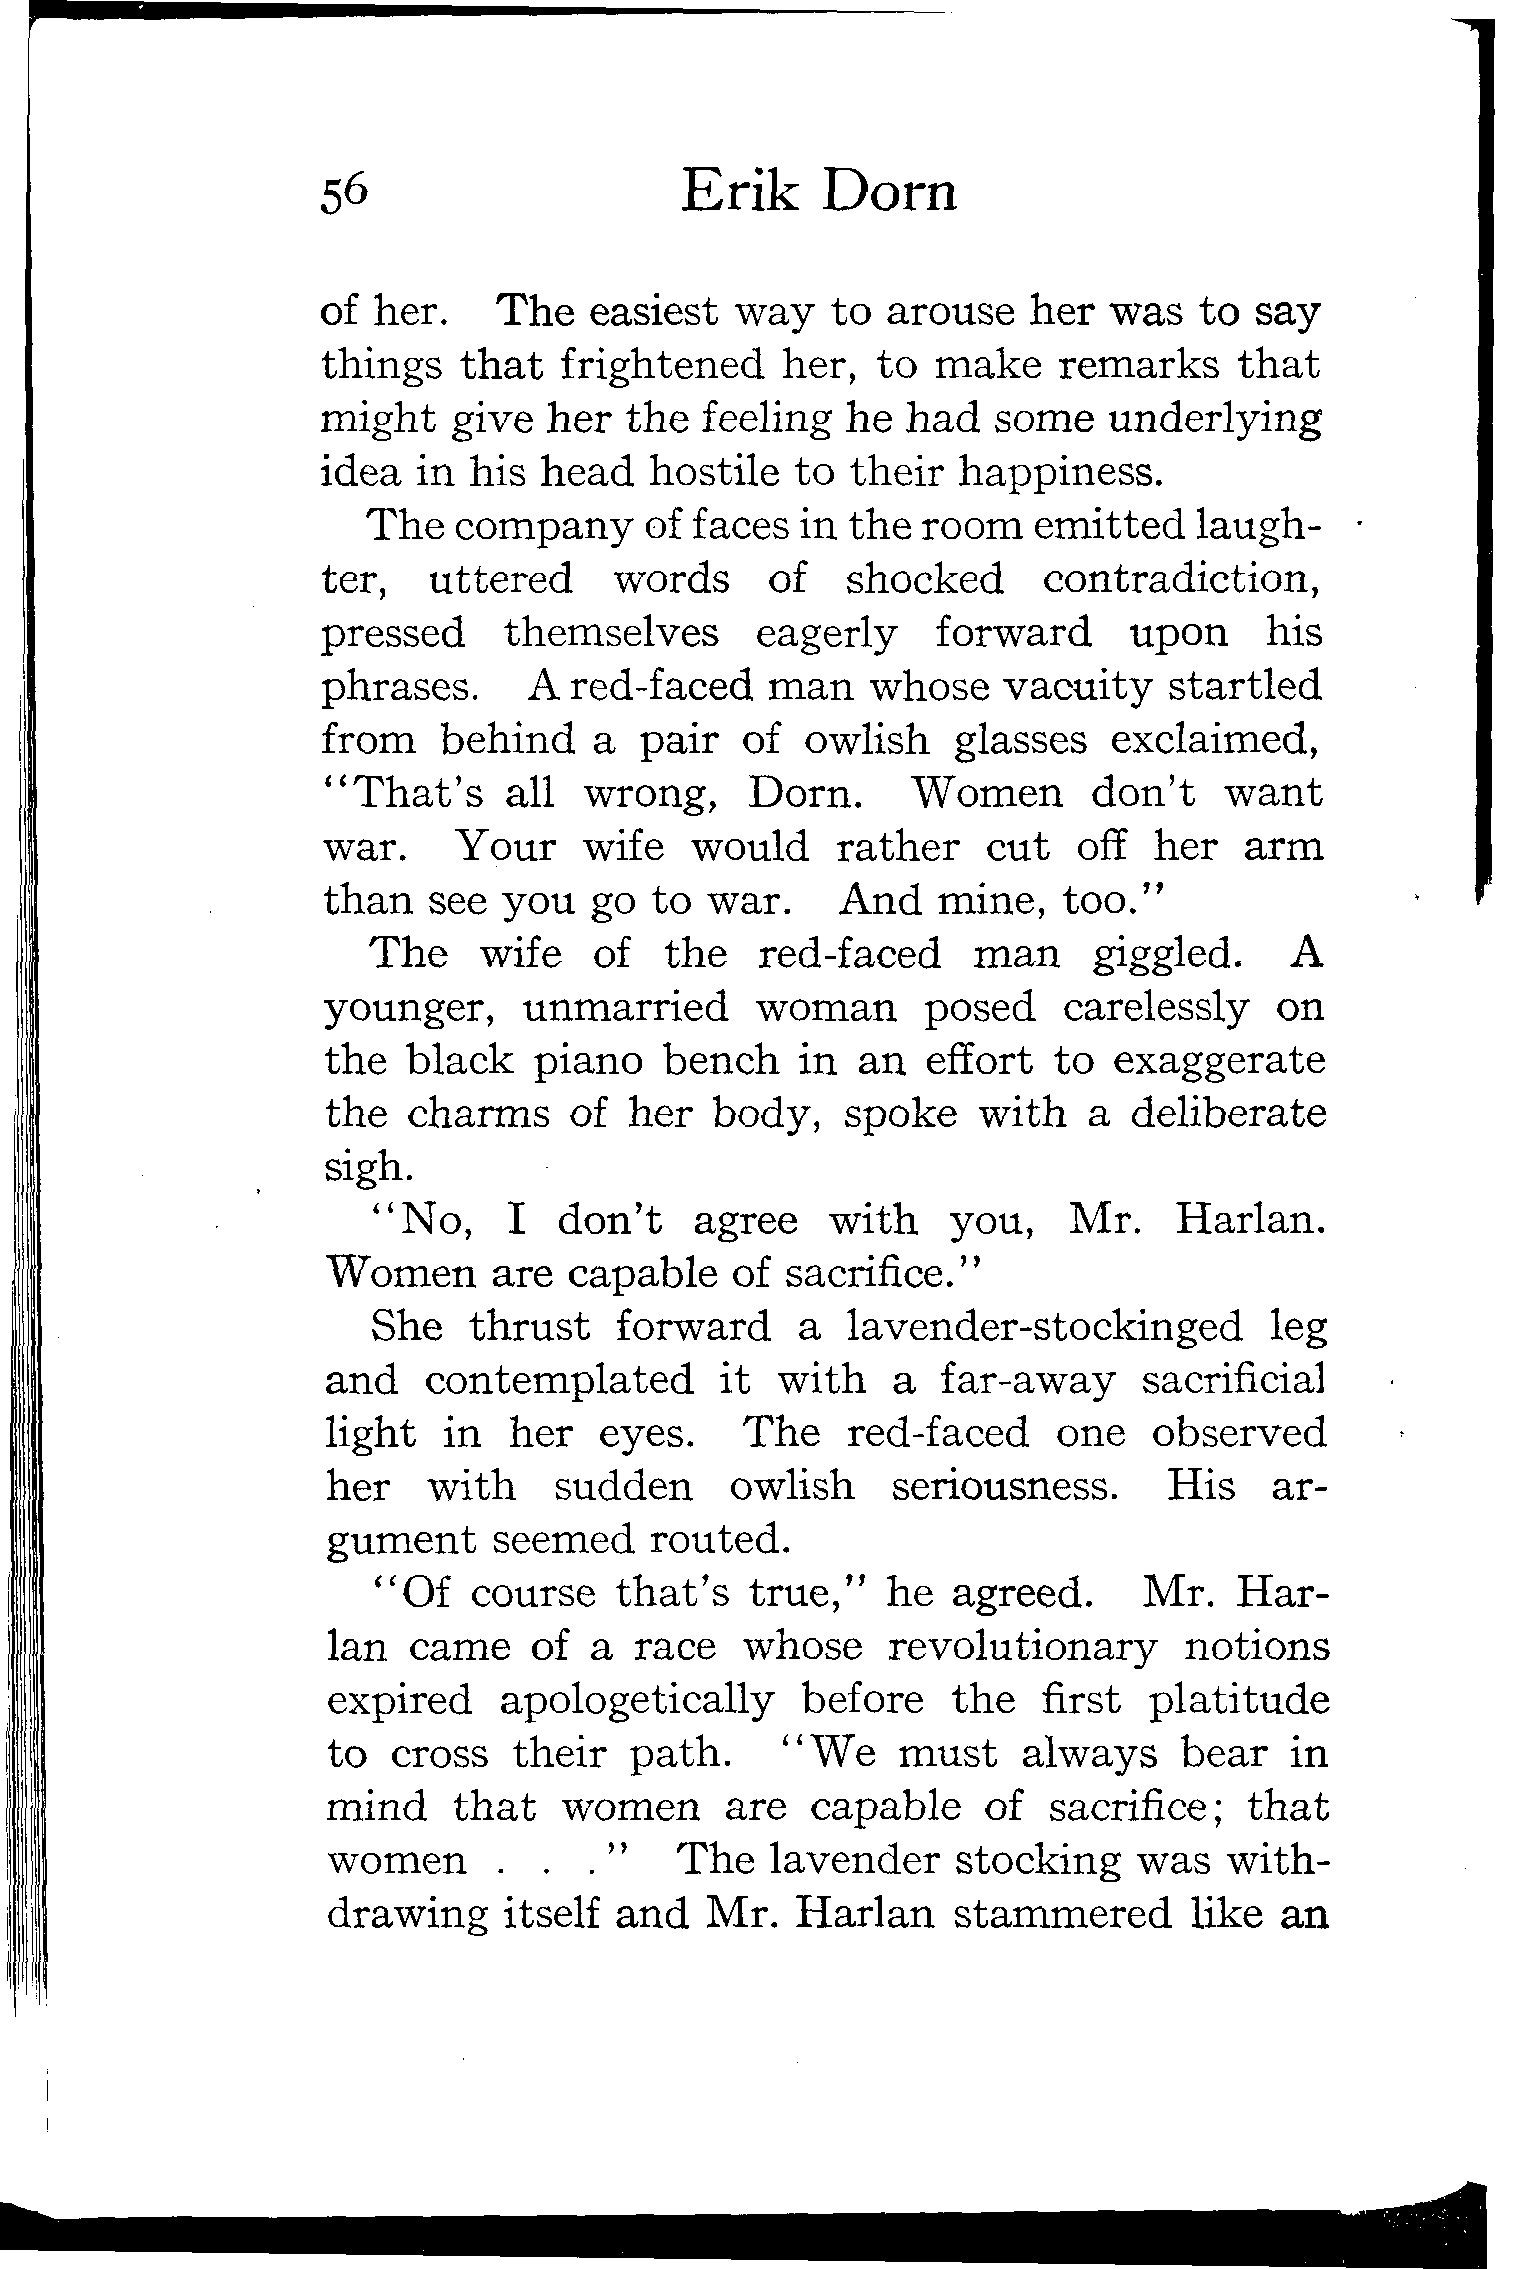 56 Erik Dorn
of her. The easiest way to arouse her was to say
things that frightened her, to make remarks that
might give her the feeling he had some underlying
idea in his head hostile to their happiness.
The company of faces in the room emitted laugh-
ter, uttered words of shocked contradiction,
pressed themselves eagerly forward upon his
phrases. A red-faced man whose vacuity startled
from behind a pair of owlish glasses exclaimed,
"That's all wrong, Dorn. Women don't want
war. Your wife would rather cut off her arm
than see you go to war. And mine, too."
The wife of the red-faced man giggled. A
younger, unmarried woman posed carelessly on
the black piano bench in an effort to exaggerate
the charms of her body, spoke with a deliberate
sigh.
"No, I don't agree with you, Mr. Harlan.
Women are capable of sacrifice."
She thrust forward a lavender-stockinged leg
and contemplated it with a far-away sacrificial
light in her eyes. The red-faced one observed
her with sudden owlish seriousness. His ar-
gument seemed routed.
"Of course that's true," he agreed. Mr. Har-
lan came of a race whose revolutionary notions
expired apologetically before the first platitude
to cross their path. "We must always bear in
mind that women are capable of sacrifice; that
women . . ." The lavender stocking was with-
drawing itself and Mr. Harlan stammered like an